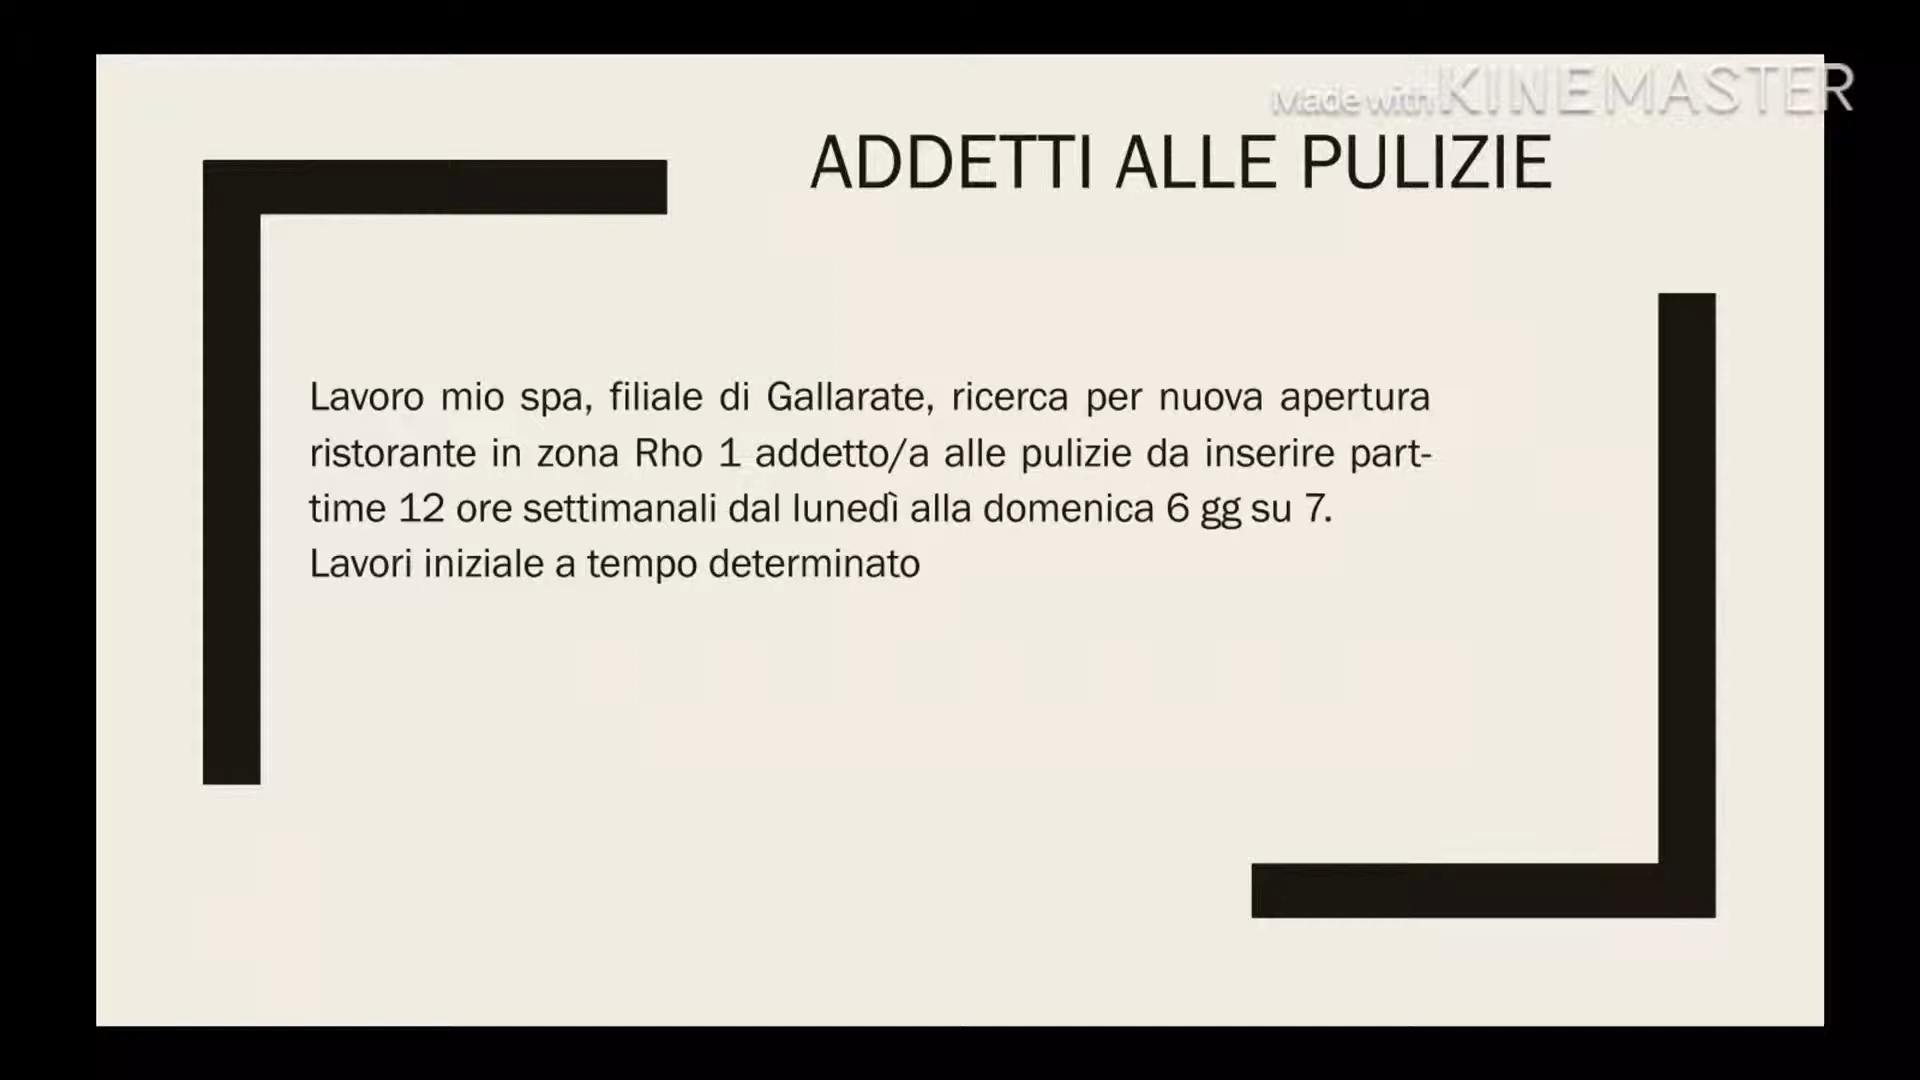 Made with KINEMASTER
ADDETTI ALLE PULIZIE
Lavoro mio spa, filiale di Gallarate, ricerca per nuova apertura
ristorante in zona Rho 1 addetto/a alle pulizie da inserire part-
time 12 ore settimanali dal lunedì alla domenica 6 gg su 7.
Lavori iniziale a tempo determinato